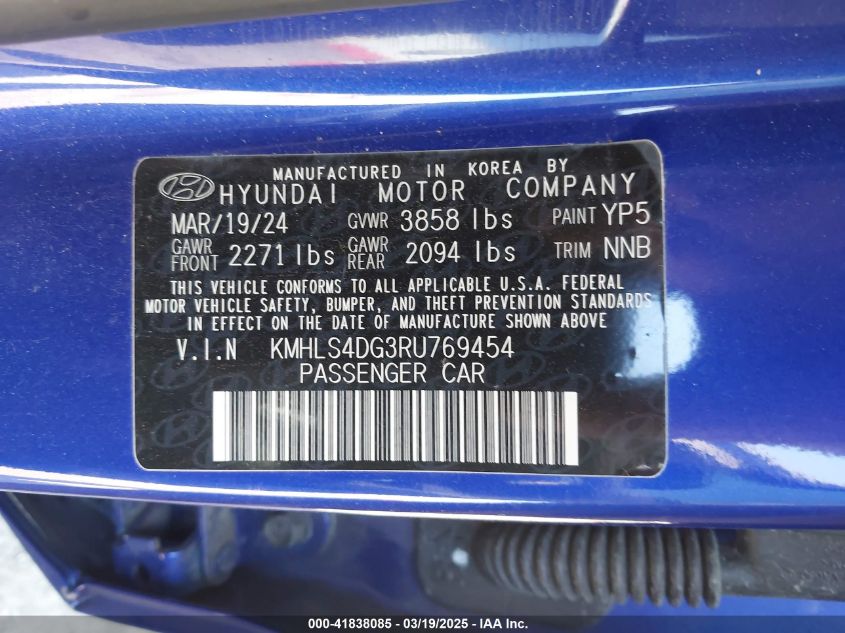 MANUFACTURED IN KOREA BY
HYUNDAI MOTOR COMPANY
MAR/19/24 GVWR 3858 lbs PAINT YP5
GAWR FRONT 2271 lbs GAWR REAR 2094 lbs TRIM NNB
THIS VEHICLE CONFORMS TO ALL APPLICABLE U.S.A. FEDERAL
MOTOR VEHICLE SAFETY, BUMPER, AND THEFT PREVENTION STANDARDS
IN EFFECT ON THE DATE OF MANUFACTURE SHOWN ABOVE
V.I.N KMHLS4DG3RU769454
PASSENGER CAR
000-41838085 - 03/19/2025 - IAA Inc.